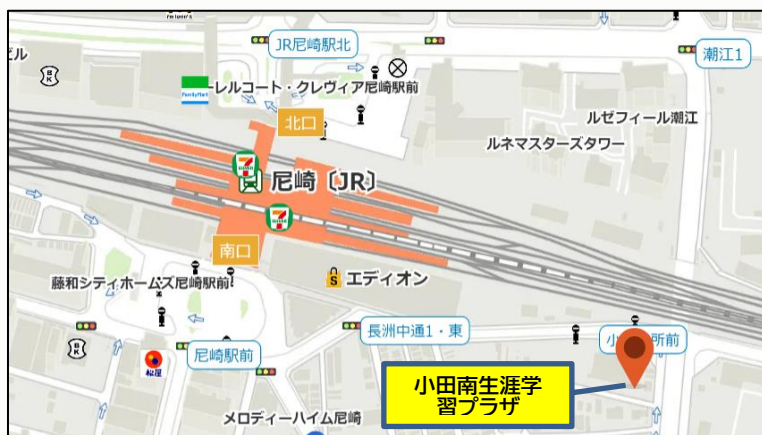 JR尼崎駅北
潮江1
ビル
ーレルコート・クレヴィア尼崎駅前
FamilyMart
北口
ルゼフィール潮江
ルネマスターズタワー
尼崎〔JR〕
南口
藤和シティホームズ尼崎駅前
エディオン
長洲中通1・東
尼崎駅前
松屋
小田南生涯学
習プラザ
メロディーハイム尼崎